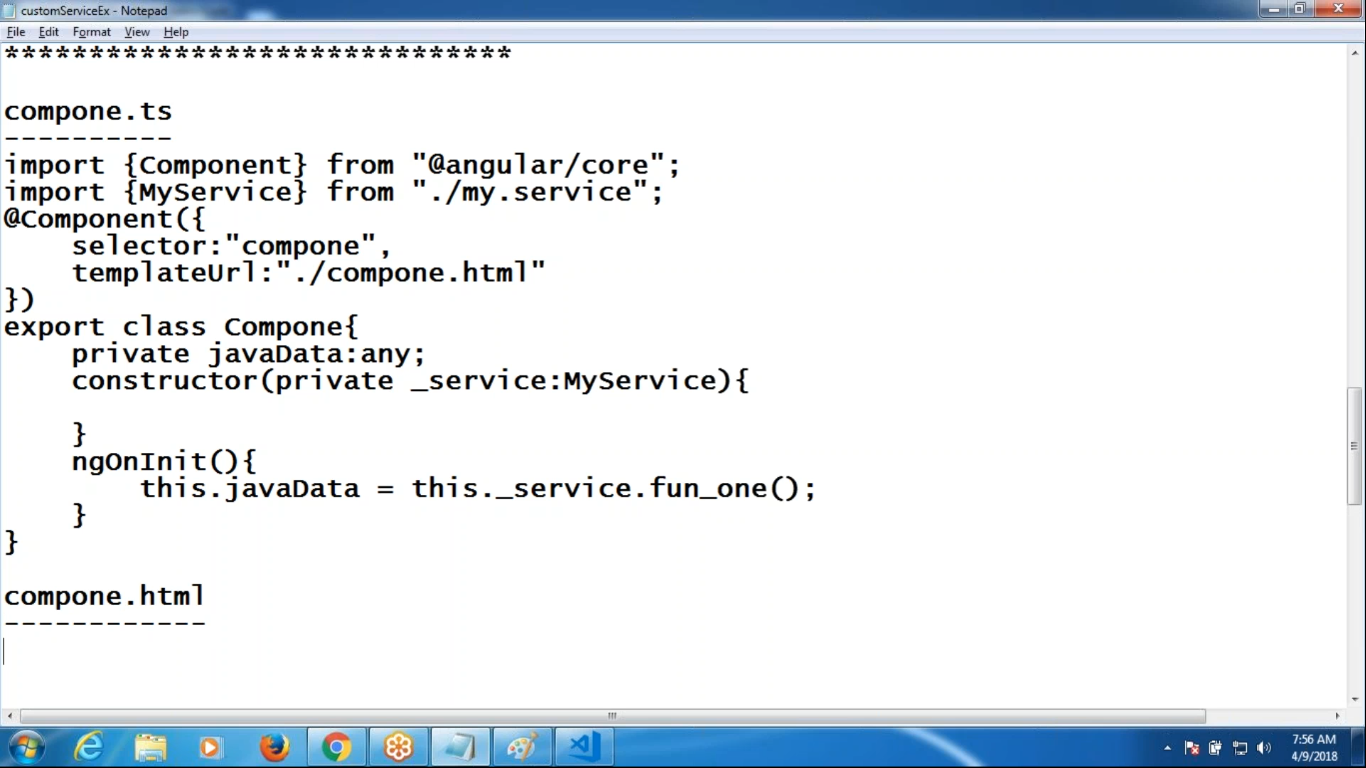 customServiceEx - Notepad
File Edit Format View Help
******************************
compone.ts
----------
import {Component} from "@angular/core";
import {MyService} from "./my.service";
@Component({
    selector:"compone",
    templateUrl:"./compone.html"
})
export class Compone{
    private javaData:any;
    constructor(private _service:MyService){
    }
    ngOnInit(){
        this.javaData = this._service.fun_one();
    }
}
compone.html
------------
7:56 AM
4/9/2018